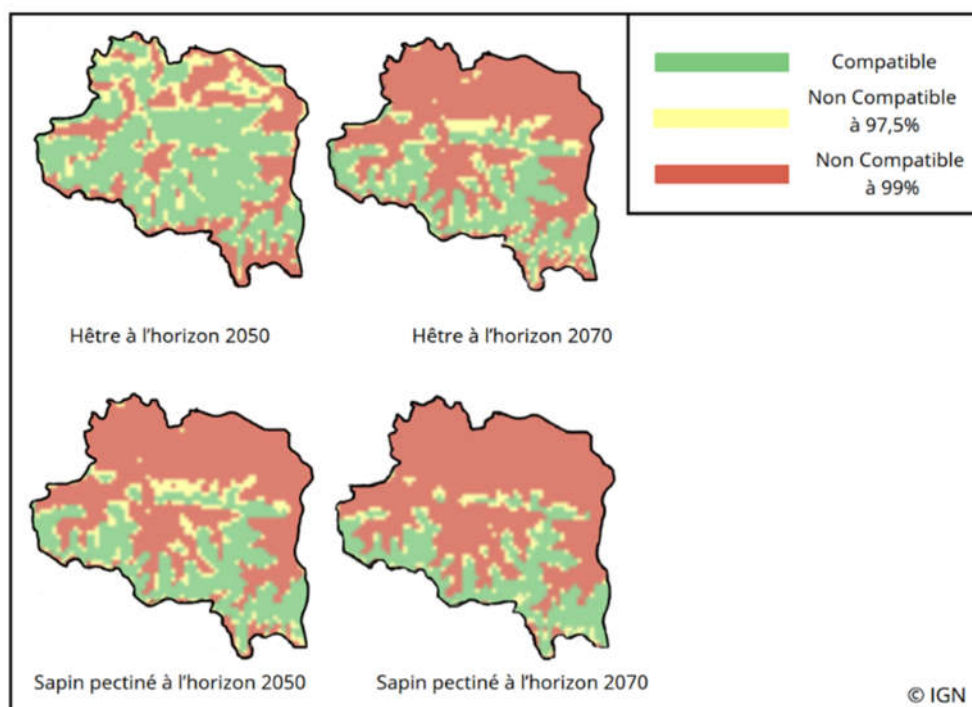 Compatible
Non Compatible
à 97,5%
Non Compatible
à 99%
Hêtre à l'horizon 2050
Hêtre à l'horizon 2070
Sapin pectiné à l'horizon 2050
Sapin pectiné à l'horizon 2070
© IGN